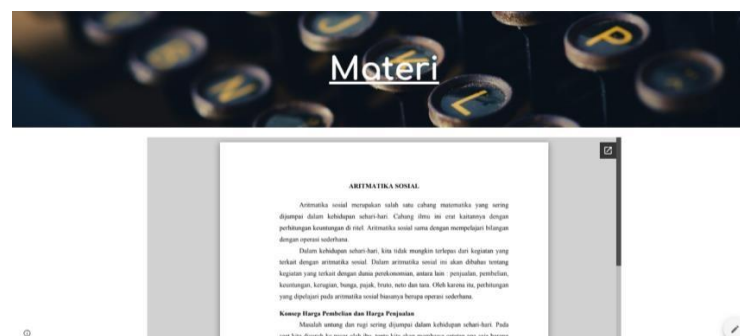 Materi
ARITMATIKA SOSIAL
Aritmatika sosial merupakan salah satu cabang matematika yang sering
dijumpai dalam kehidupan sehari-hari. Cabang ilmu ini erat kaitannya dengan
perhitungan keuntungan di ritel. Aritmatika sosial sama dengan mempelajari bilangan
dengan operasi sederhana.
Dalam kehidupan sehari-hari, kita tidak mungkin terlepas dari kegiatan yang
terkait dengan aritmatika sosial. Dalam aritmatika sosial ini akan dibahas tentang
kegiatan yang terkait dengan dunia perekonomian, antara lain : penjualan, pembelian,
keuntungan, kerugian, bunga, pajak, bruto, neto dan tara. Oleh karena itu, perhitungan
yang dipelajari pada aritmatika sosial biasanya berupa operasi sederhana.
Konsep Harga Pembelian dan Harga Penjualan
Masalah untung dan rugi sering dijumpai dalam kehidupan sehari-hari. Pada